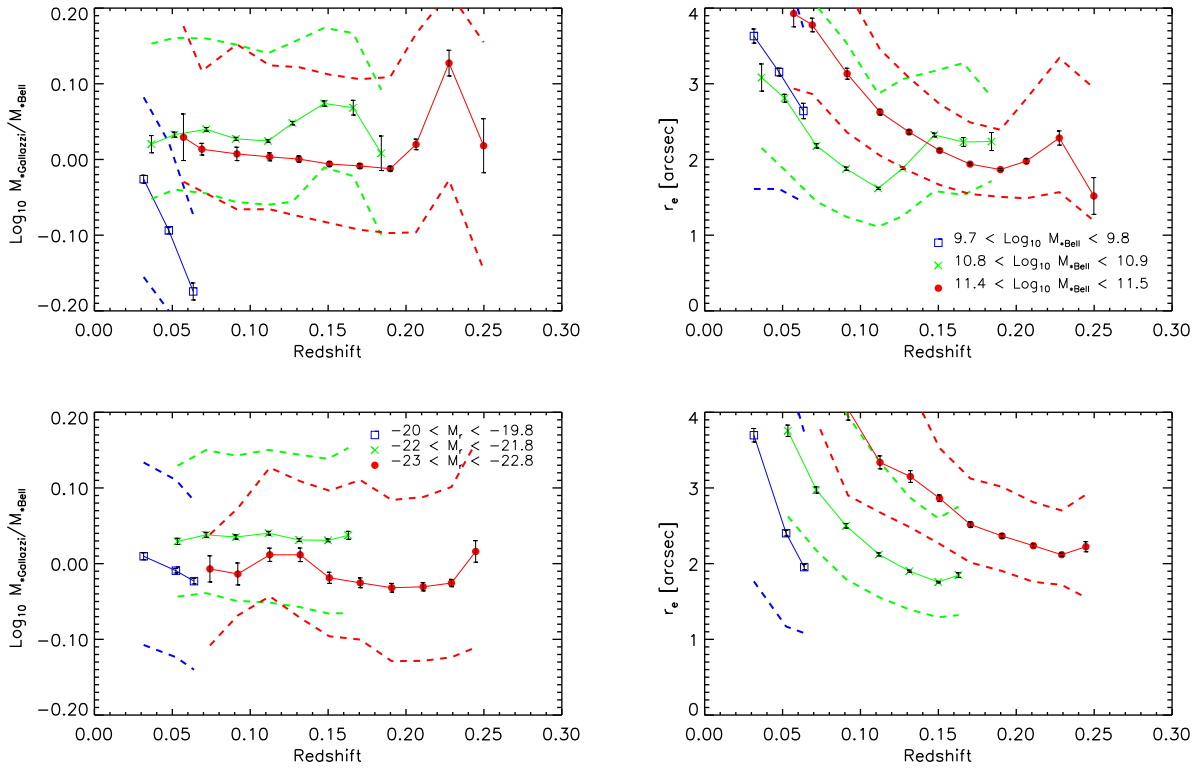 0.20
0.10
0.00
−0.10
−0.20
Log₁₀ M*Gallazzi/M*Bell
0.00 0.05 0.10 0.15 0.20 0.25 0.30
Redshift
4
3
2
1
0
rₑ [arcsec]
9.7 < Log₁₀ M*Bell < 9.8
10.8 < Log₁₀ M*Bell < 10.9
11.4 < Log₁₀ M*Bell < 11.5
0.00 0.05 0.10 0.15 0.20 0.25 0.30
Redshift
0.20
0.10
0.00
−0.10
−0.20
Log₁₀ M*Gallazzi/M*Bell
−20 < Mᵣ < −19.8
−22 < Mᵣ < −21.8
−23 < Mᵣ < −22.8
0.00 0.05 0.10 0.15 0.20 0.25 0.30
Redshift
4
3
2
1
0
rₑ [arcsec]
0.00 0.05 0.10 0.15 0.20 0.25 0.30
Redshift